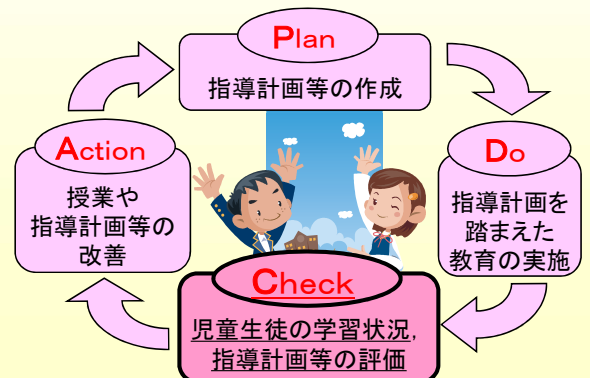 Plan
指導計画等の作成
Do
指導計画を
踏まえた
教育の実施
Check
児童生徒の学習状況,
指導計画等の評価
Action
授業や
指導計画等の
改善